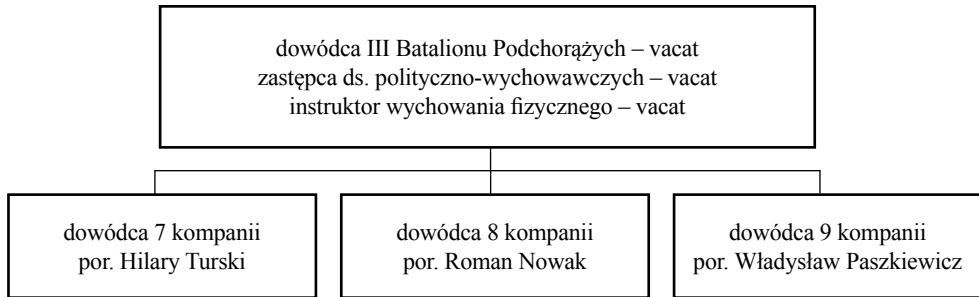 dowódca III Batalionu Podchorążych – vacat
zastępca ds. polityczno-wychowawczych – vacat
instruktor wychowania fizycznego – vacat
dowódca 7 kompanii
por. Hilary Turski
dowódca 8 kompanii
por. Roman Nowak
dowódca 9 kompanii
por. Władysław Paszkiewicz